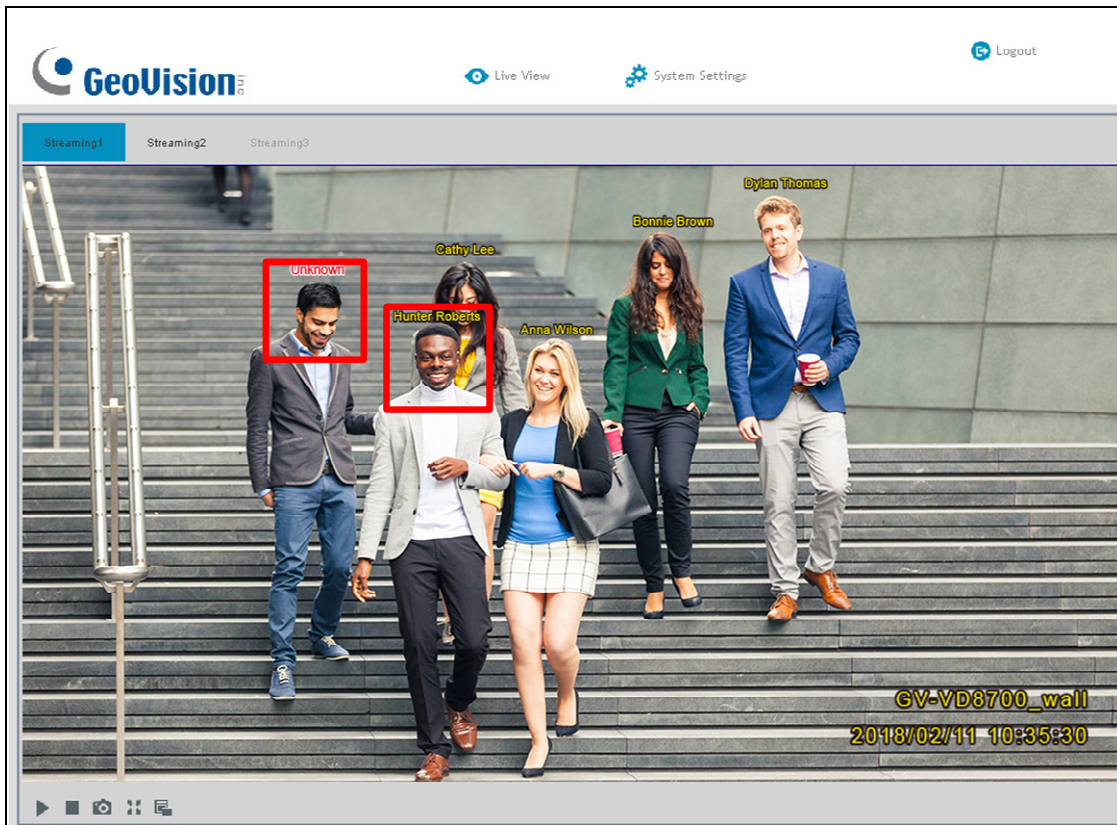 GeoVision Inc
Live View
System Settings
Logout
Streaming1
Streaming2
Streaming3
Dylan Thomas
Bonnie Brown
Cathy Lee
Unknown
Hunter Roberts
Anna Wilson
GV-VD8700_wall
2018/02/11 10:35:30